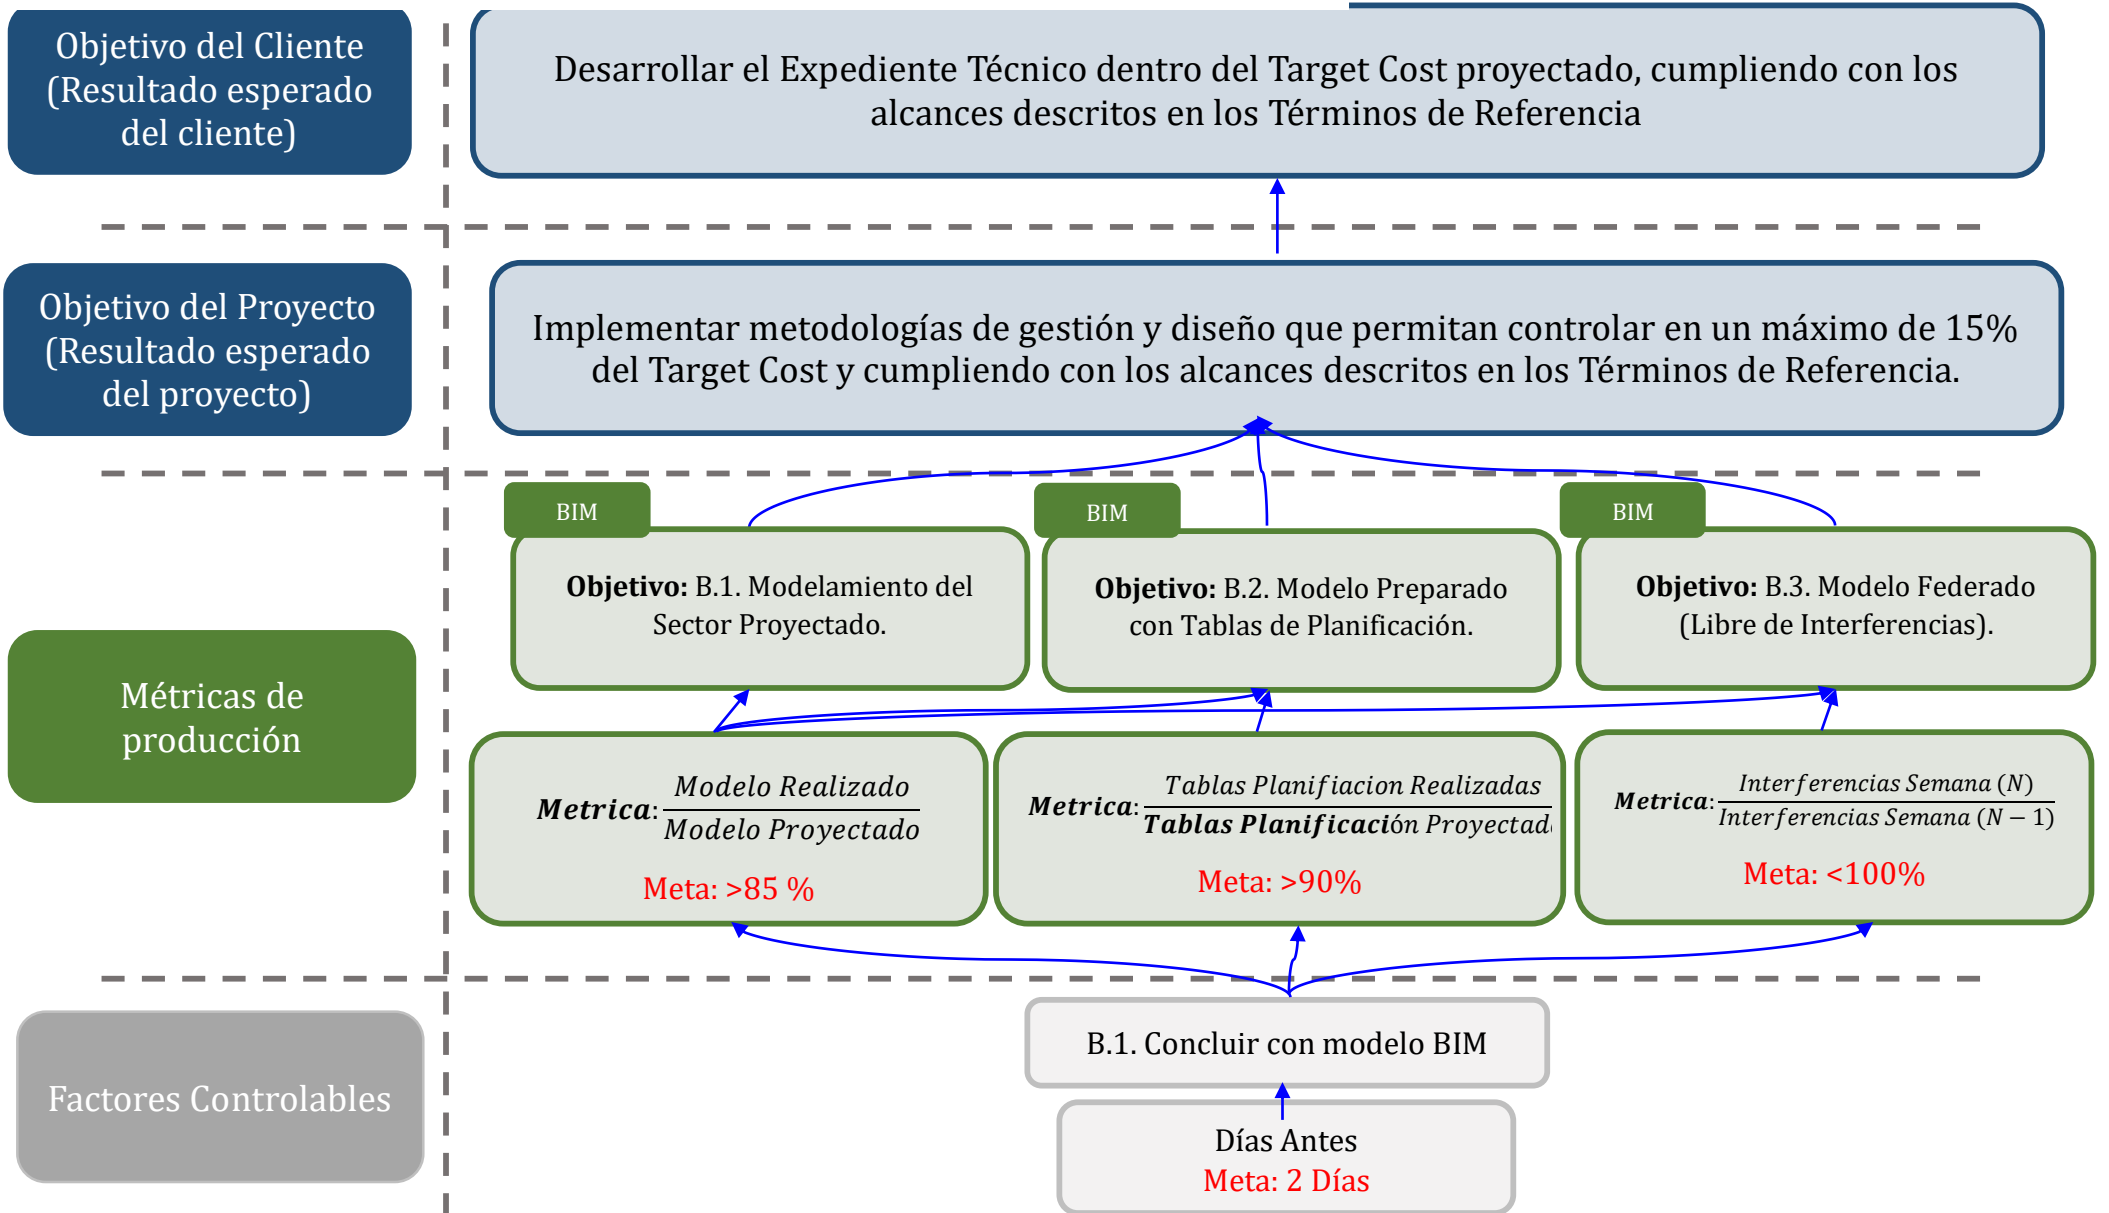 Objetivo del Cliente
(Resultado esperado
del cliente)
Desarrollar el Expediente Técnico dentro del Target Cost proyectado, cumpliendo con los
alcances descritos en los Términos de Referencia
Objetivo del Proyecto
(Resultado esperado
del proyecto)
Implementar metodologías de gestión y diseño que permitan controlar en un máximo de 15%
del Target Cost y cumpliendo con los alcances descritos en los Términos de Referencia.
BIM
BIM
BIM
Objetivo: B.1. Modelamiento del
Sector Proyectado.
Objetivo: B.2. Modelo Preparado
con Tablas de Planificación.
Objetivo: B.3. Modelo Federado
(Libre de Interferencias).
Métricas de
producción
Metrica: Modelo Realizado
Modelo Proyectado
Meta: >85 %
Metrica: Tablas Planifiacion Realizadas
Tablas Planificación Proyectad
Meta: >90%
Metrica: Interferencias Semana (N)
Interferencias Semana (N − 1)
Meta: <100%
Factores Controlables
B.1. Concluir con modelo BIM
Días Antes
Meta: 2 Días